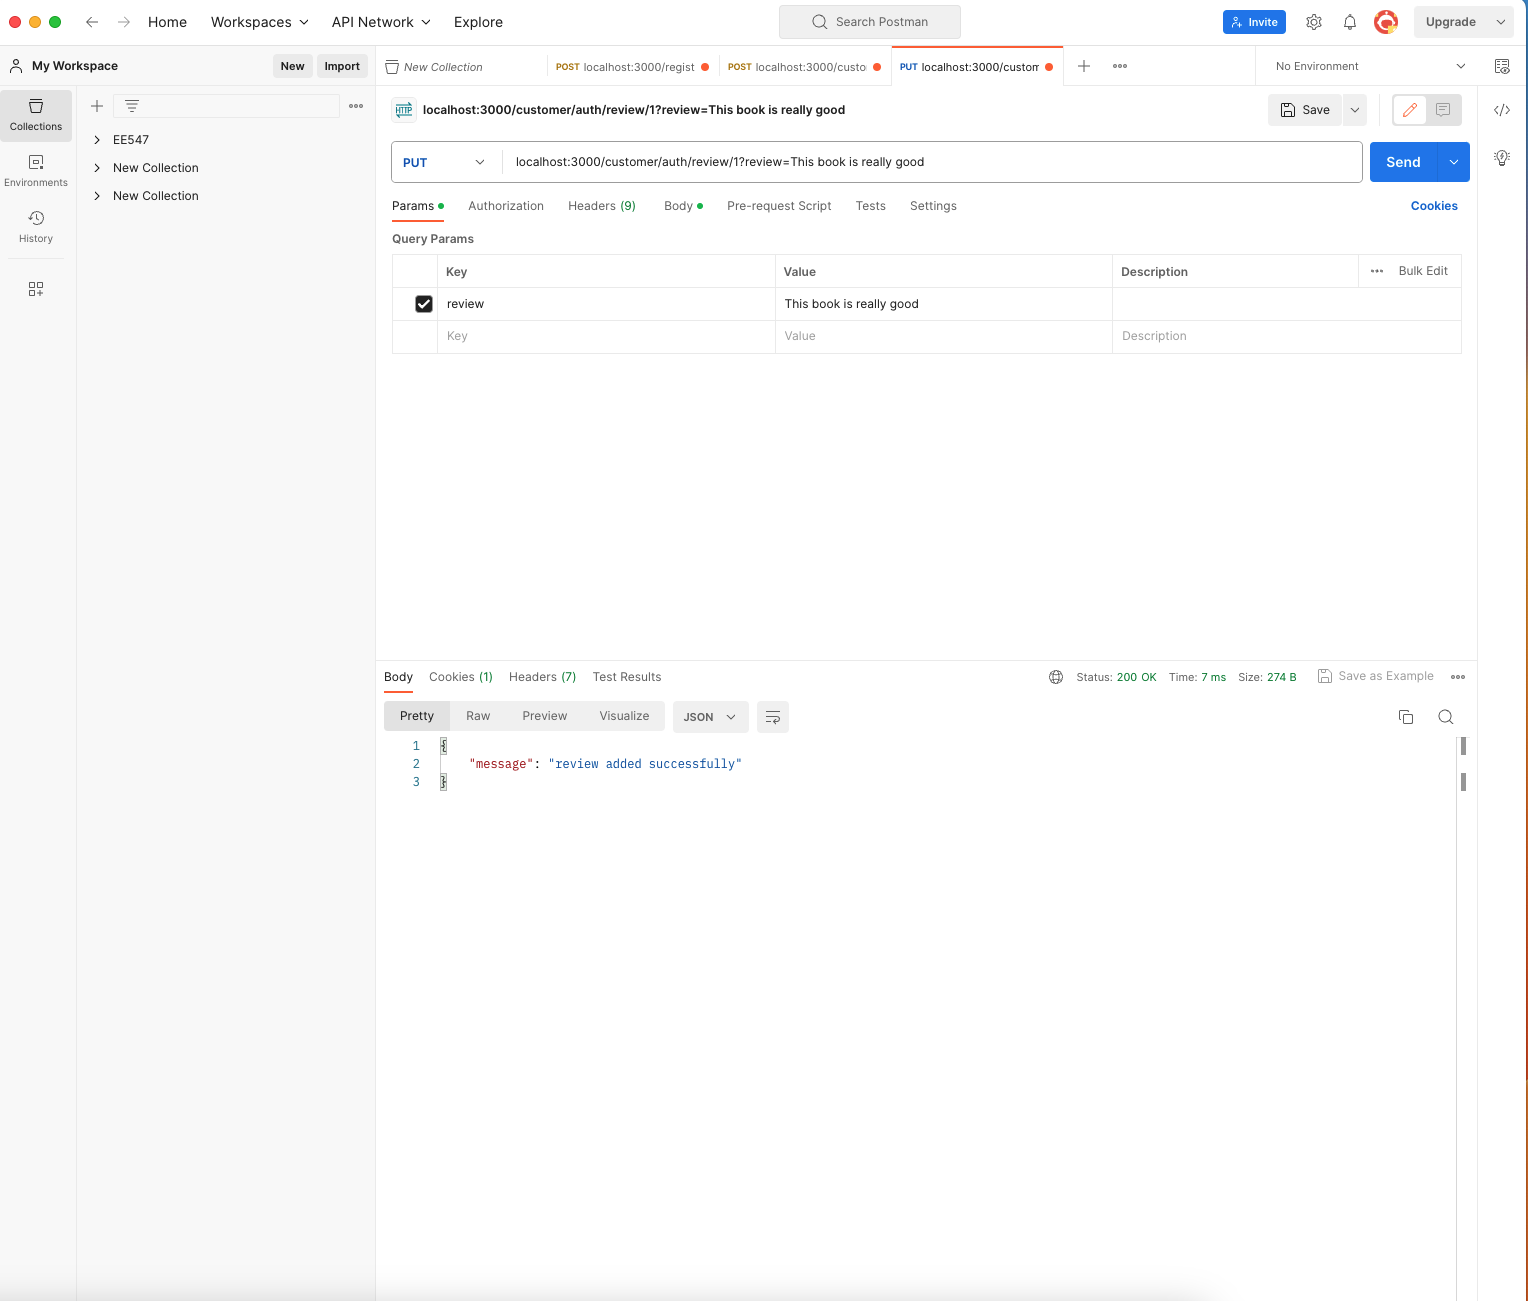 Home Workspaces API Network Explore Search Postman Invite Upgrade
My Workspace New Import New Collection POST localhost:3000/regist POST localhost:3000/custo PUT localhost:3000/custom No Environment
Collections
Environments
History
EE547
New Collection
New Collection
HTTP localhost:3000/customer/auth/review/1?review=This book is really good Save
PUT localhost:3000/customer/auth/review/1?review=This book is really good Send
Params Authorization Headers (9) Body Pre-request Script Tests Settings Cookies
Query Params
Key Value Description Bulk Edit
review This book is really good
Key Value Description
Body Cookies (1) Headers (7) Test Results Status: 200 OK Time: 7 ms Size: 274 B Save as Example
Pretty Raw Preview Visualize JSON
1 {
2 "message": "review added successfully"
3 }